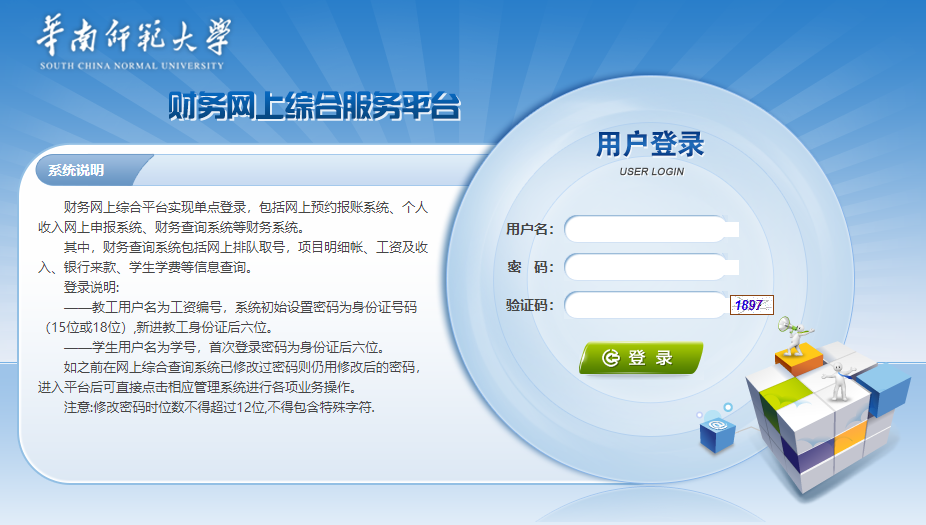 華南師範大學
SOUTH CHINA NORMAL UNIVERSITY
财务网上综合服务平台
系统说明
财务网上综合平台实现单点登录，包括网上预约报账系统、个人
收入网上申报系统、财务查询系统等财务系统。
其中，财务查询系统包括网上排队取号，项目明细帐、工资及收
入、银行来款、学生学费等信息查询。
登录说明:
——教工用户名为工资编号，系统初始设置密码为身份证号码
（15位或18位）,新进教工身份证后六位。
——学生用户名为学号，首次登录密码为身份证后六位。
如之前在网上综合查询系统已修改过密码则仍用修改后的密码，
进入平台后可直接点击相应管理系统进行各项业务操作。
注意:修改密码时位数不得超过12位,不得包含特殊字符.
用户登录
USER LOGIN
用户名：
密 码：
验证码：
1897
登 录